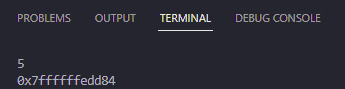 PROBLEMS OUTPUT TERMINAL DEBUG CONSOLE
5
0x7ffffffedd84